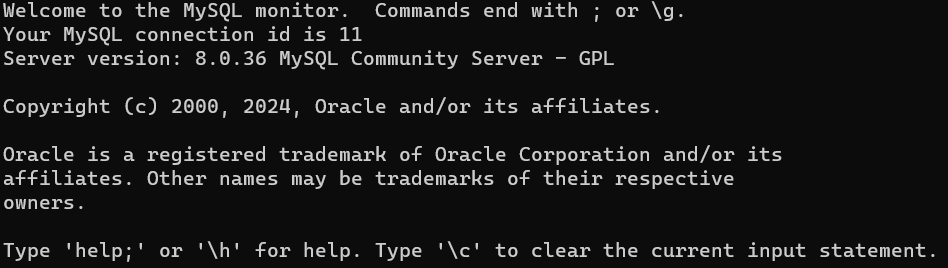 Welcome to the MySQL monitor.  Commands end with ; or \g.
Your MySQL connection id is 11
Server version: 8.0.36 MySQL Community Server - GPL
Copyright (c) 2000, 2024, Oracle and/or its affiliates.
Oracle is a registered trademark of Oracle Corporation and/or its
affiliates. Other names may be trademarks of their respective
owners.
Type 'help;' or '\h' for help. Type '\c' to clear the current input statement.